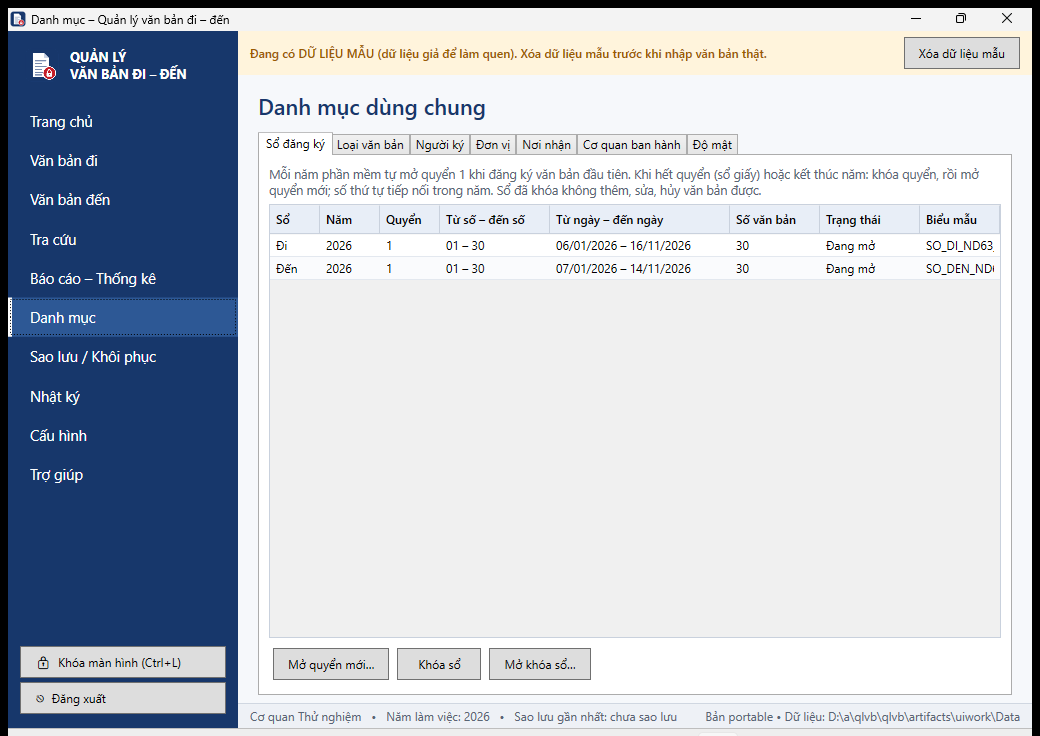 Danh mục – Quản lý văn bản đi – đến
QUẢN LÝ
VĂN BẢN ĐI – ĐẾN
Trang chủ
Văn bản đi
Văn bản đến
Tra cứu
Báo cáo – Thống kê
Danh mục
Sao lưu / Khôi phục
Nhật ký
Cấu hình
Trợ giúp
Khóa màn hình (Ctrl+L)
Đăng xuất
Đang có DỮ LIỆU MẪU (dữ liệu giả để làm quen). Xóa dữ liệu mẫu trước khi nhập văn bản thật.
Xóa dữ liệu mẫu
Danh mục dùng chung
Sổ đăng ký Loại văn bản Người ký Đơn vị Nơi nhận Cơ quan ban hành Độ mật
Mỗi năm phần mềm tự mở quyển 1 khi đăng ký văn bản đầu tiên. Khi hết quyển (sổ giấy) hoặc kết thúc năm: khóa quyển, rồi mở
quyển mới; số thứ tự tiếp nối trong năm. Sổ đã khóa không thêm, sửa, hủy văn bản được.
Sổ Năm Quyển Từ số – đến số Từ ngày – đến ngày Số văn bản Trạng thái Biểu mẫu
Đi 2026 1 01 – 30 06/01/2026 – 16/11/2026 30 Đang mở SO_DI_ND63
Đến 2026 1 01 – 30 07/01/2026 – 14/11/2026 30 Đang mở SO_DEN_ND
Mở quyển mới... Khóa sổ Mở khóa sổ...
Cơ quan Thử nghiệm • Năm làm việc: 2026 • Sao lưu gần nhất: chưa sao lưu Bản portable • Dữ liệu: D:\a\qlvb\qlvb\artifacts\uiwork\Data